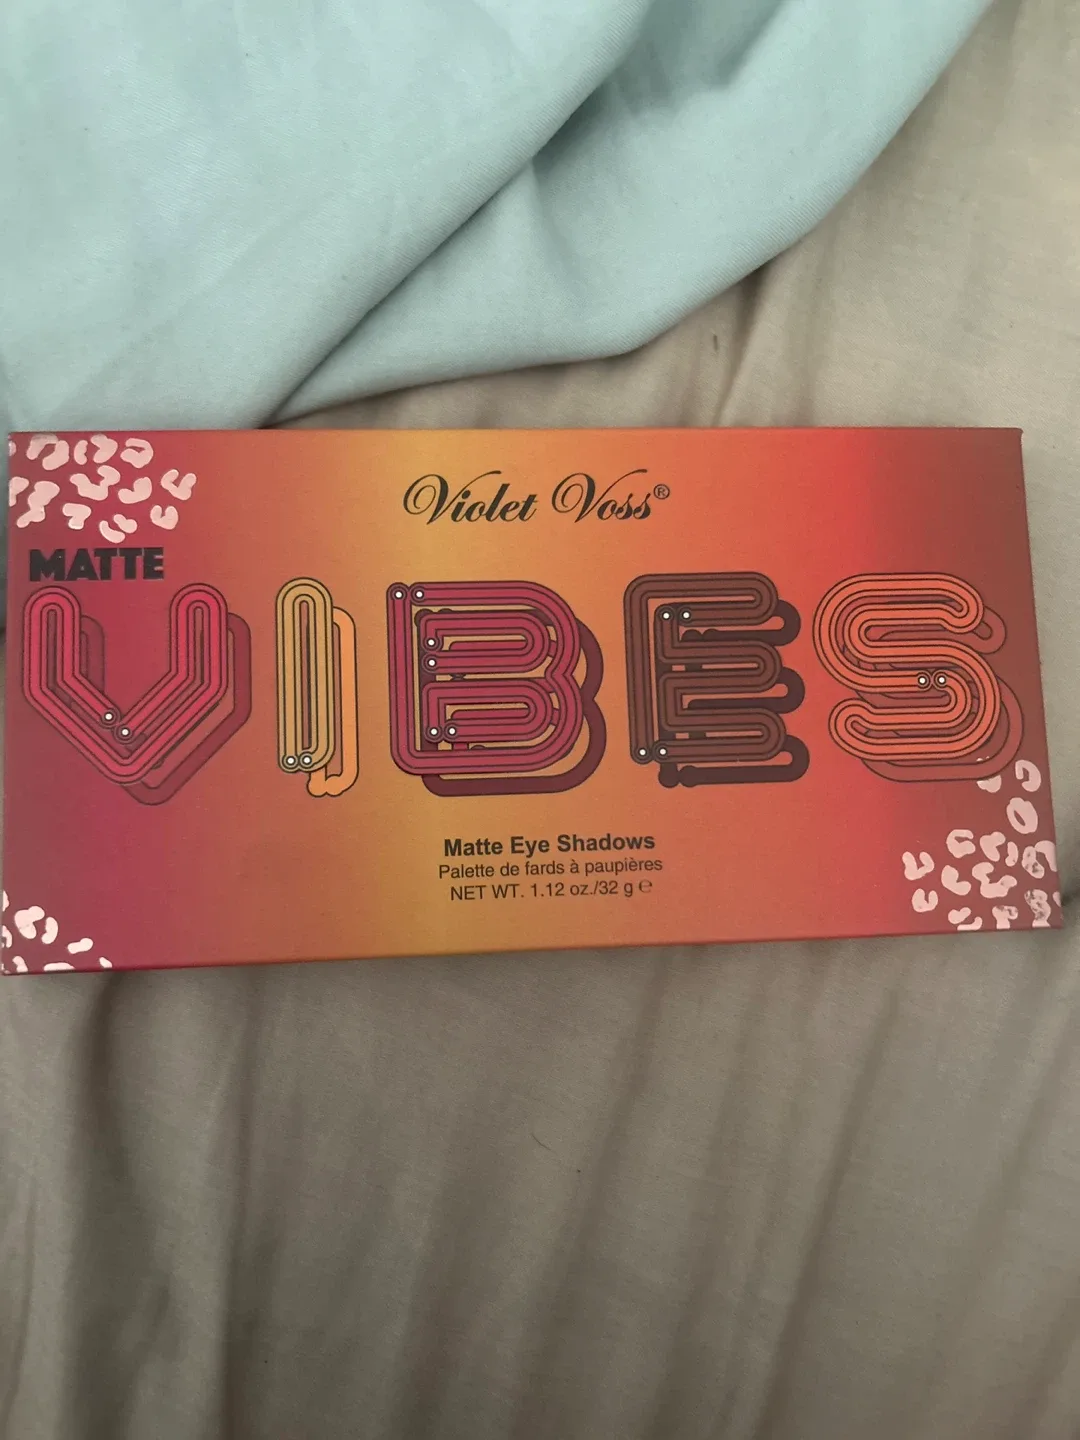 Violet Voss®
MATTE
VIBES
Matte Eye Shadows
Palette de fards à paupières
NET WT. 1.12 oz./32 g ℮